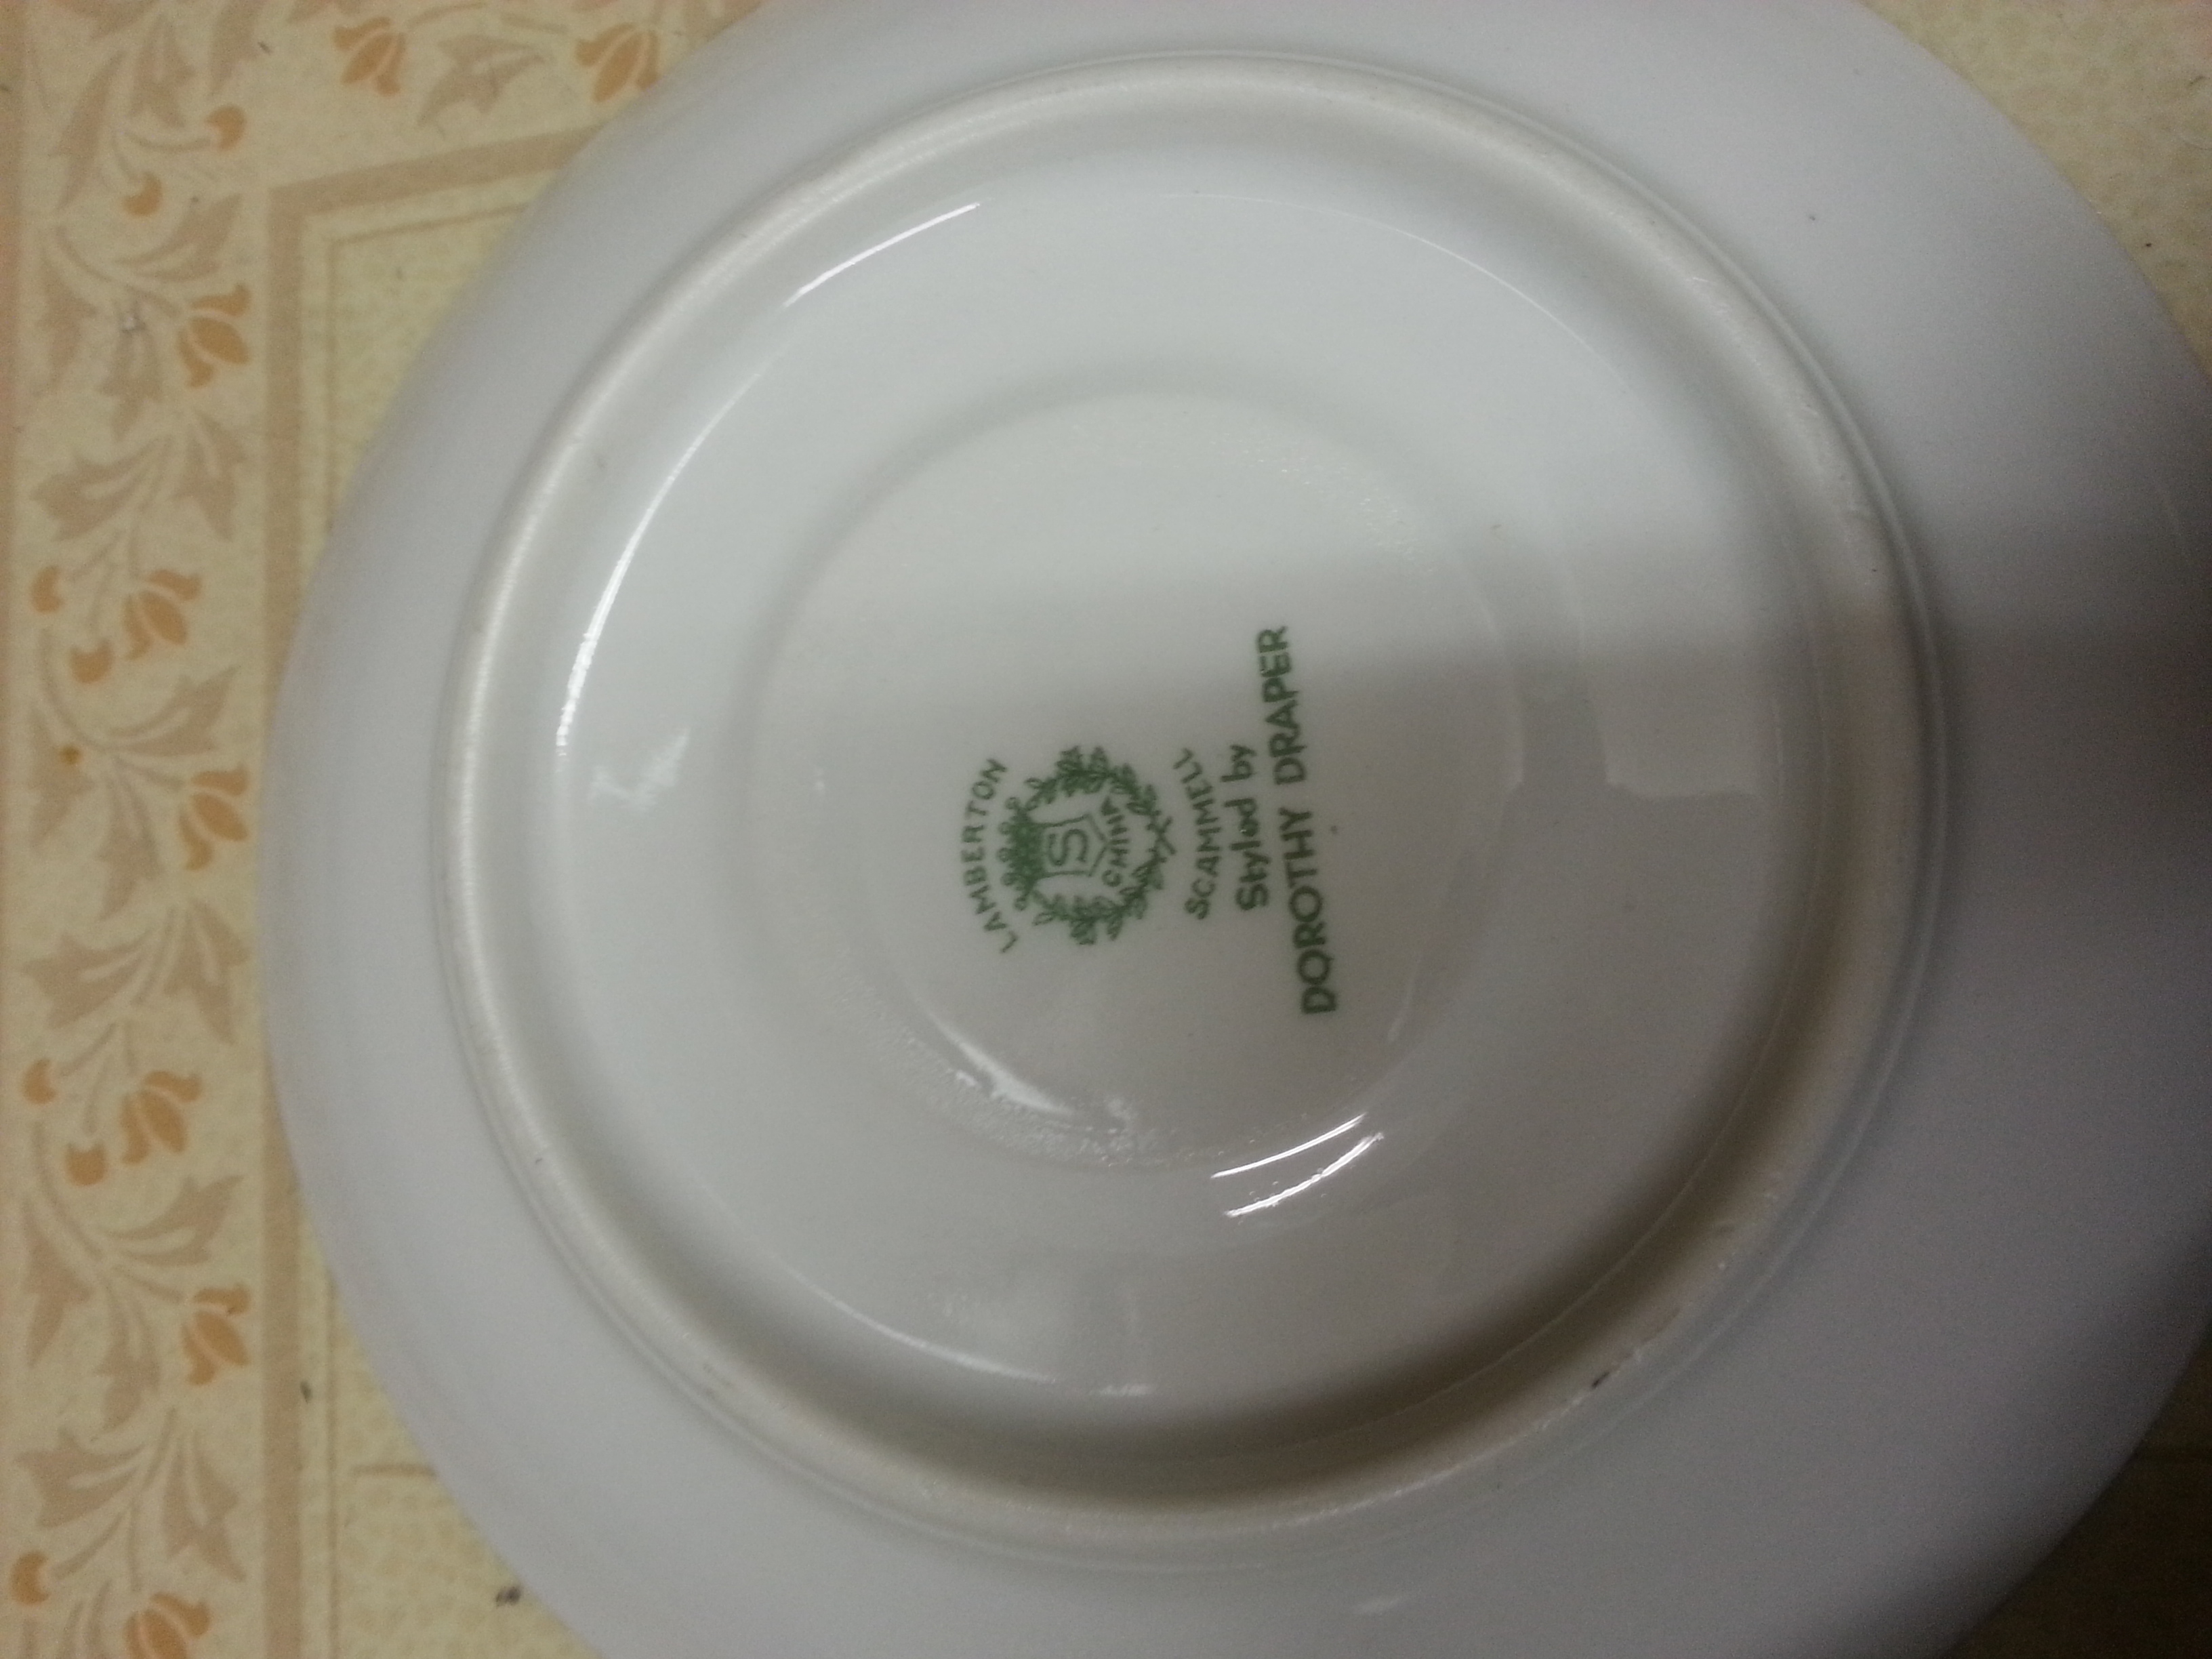 LAMBERTON
S
CHINA
SCAMMELL
Styled by
DOROTHY DRAPER